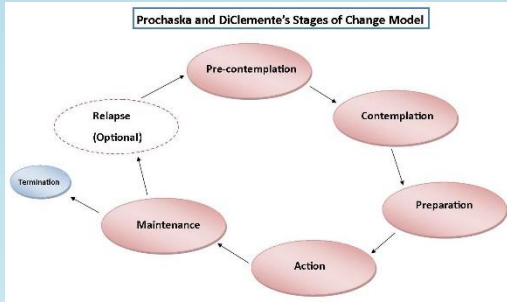 Prochaska and DiClemente's Stages of Change Model
Pre-contemplation
Contemplation
Preparation
Action
Maintenance
Termination
Relapse
(Optional)